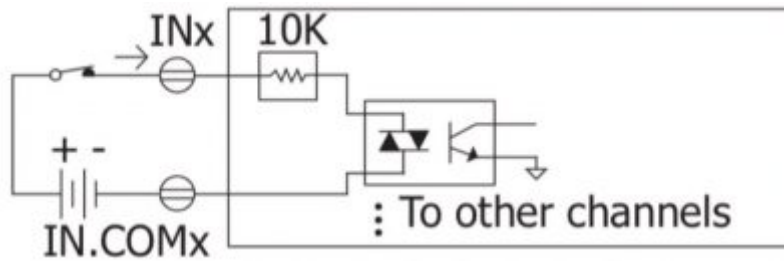 INx
10K
+ -
IN.COMx
To other channels